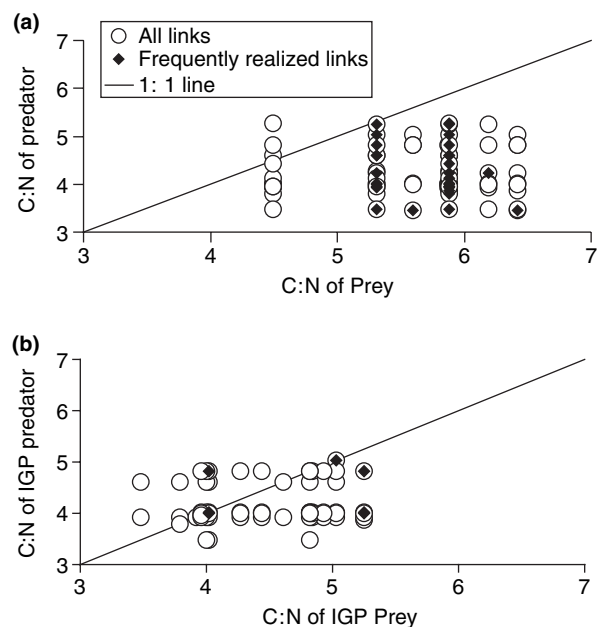 (a)
7
6
5
4
3
C:N of predator
All links
Frequently realized links
1: 1 line
3 4 5 6 7
C:N of Prey
(b)
7
6
5
4
3
C:N of IGP predator
3 4 5 6 7
C:N of IGP Prey